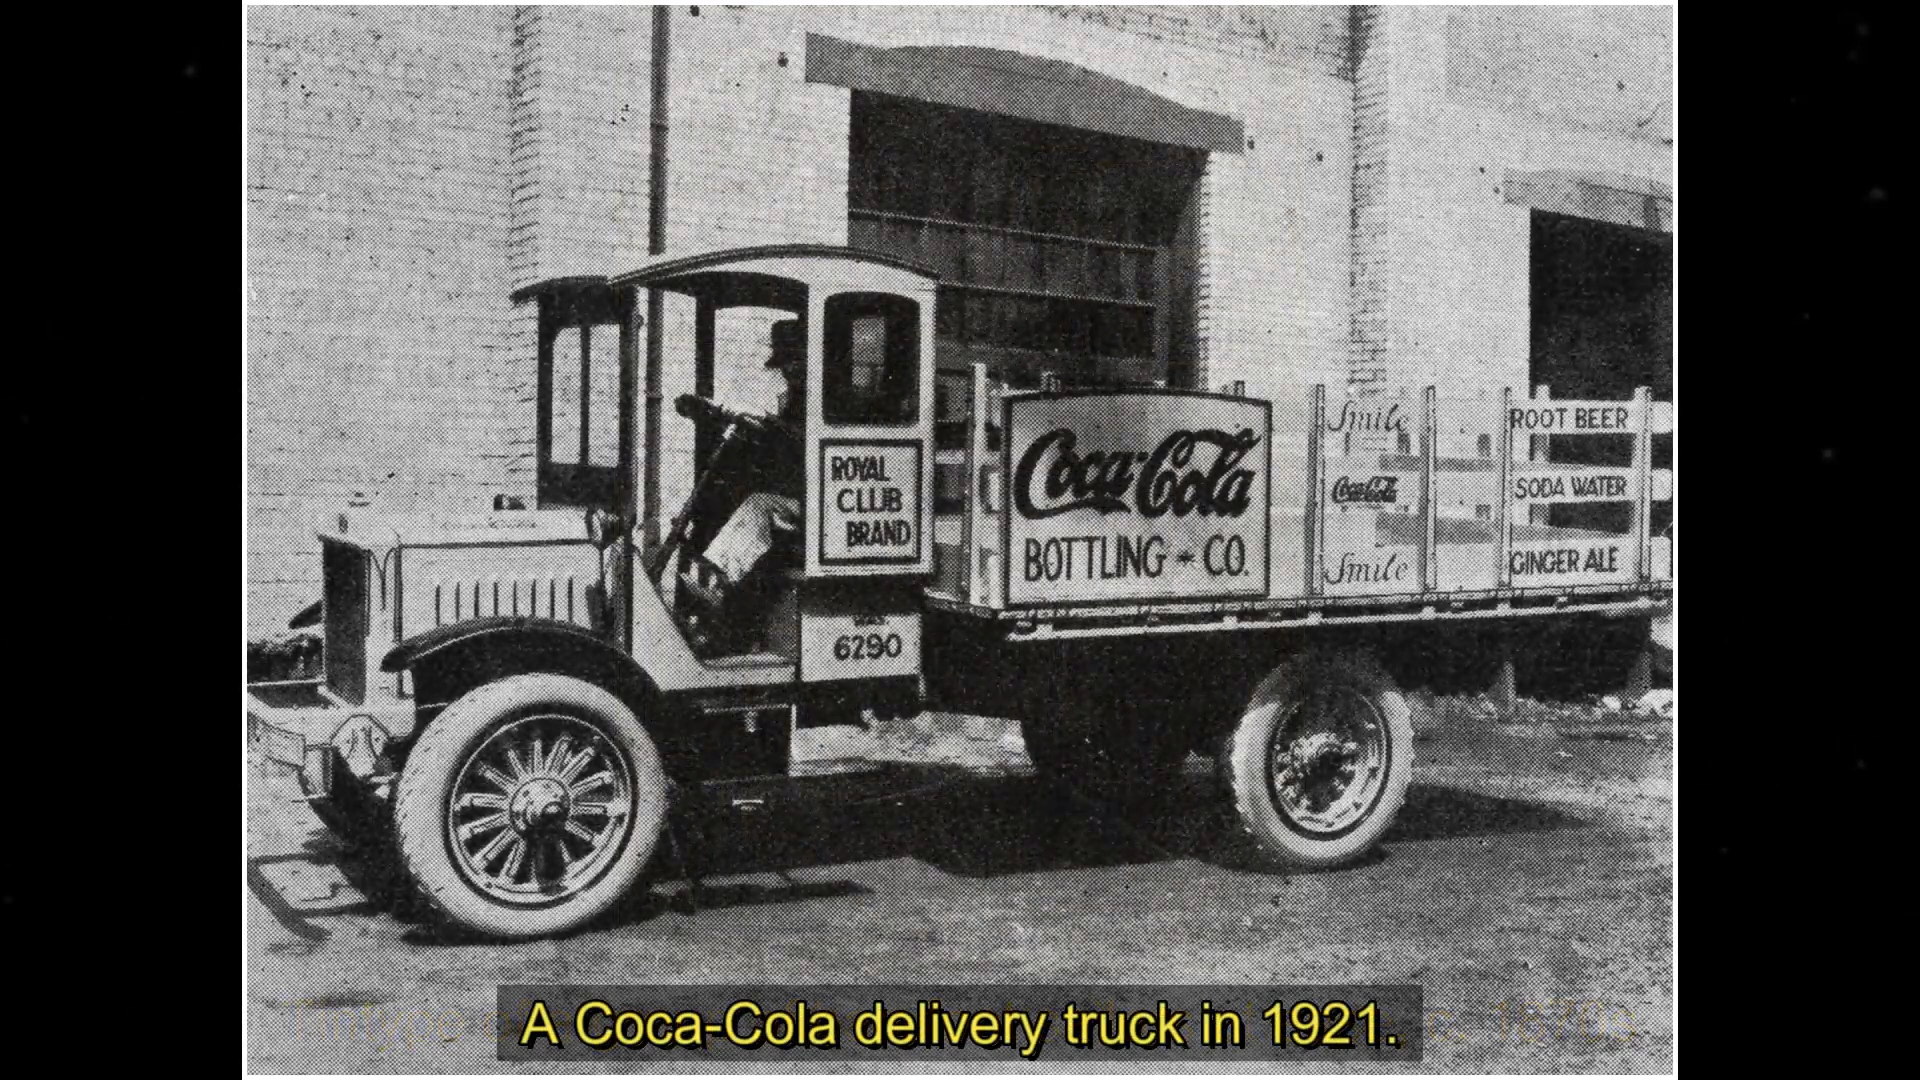 ROYAL
CLUB
BRAND
6290
Coca-Cola
BOTTLING - CO.
Smile
Coca-Cola
Smile
ROOT BEER
SODA WATER
GINGER ALE
A Coca-Cola delivery truck in 1921.